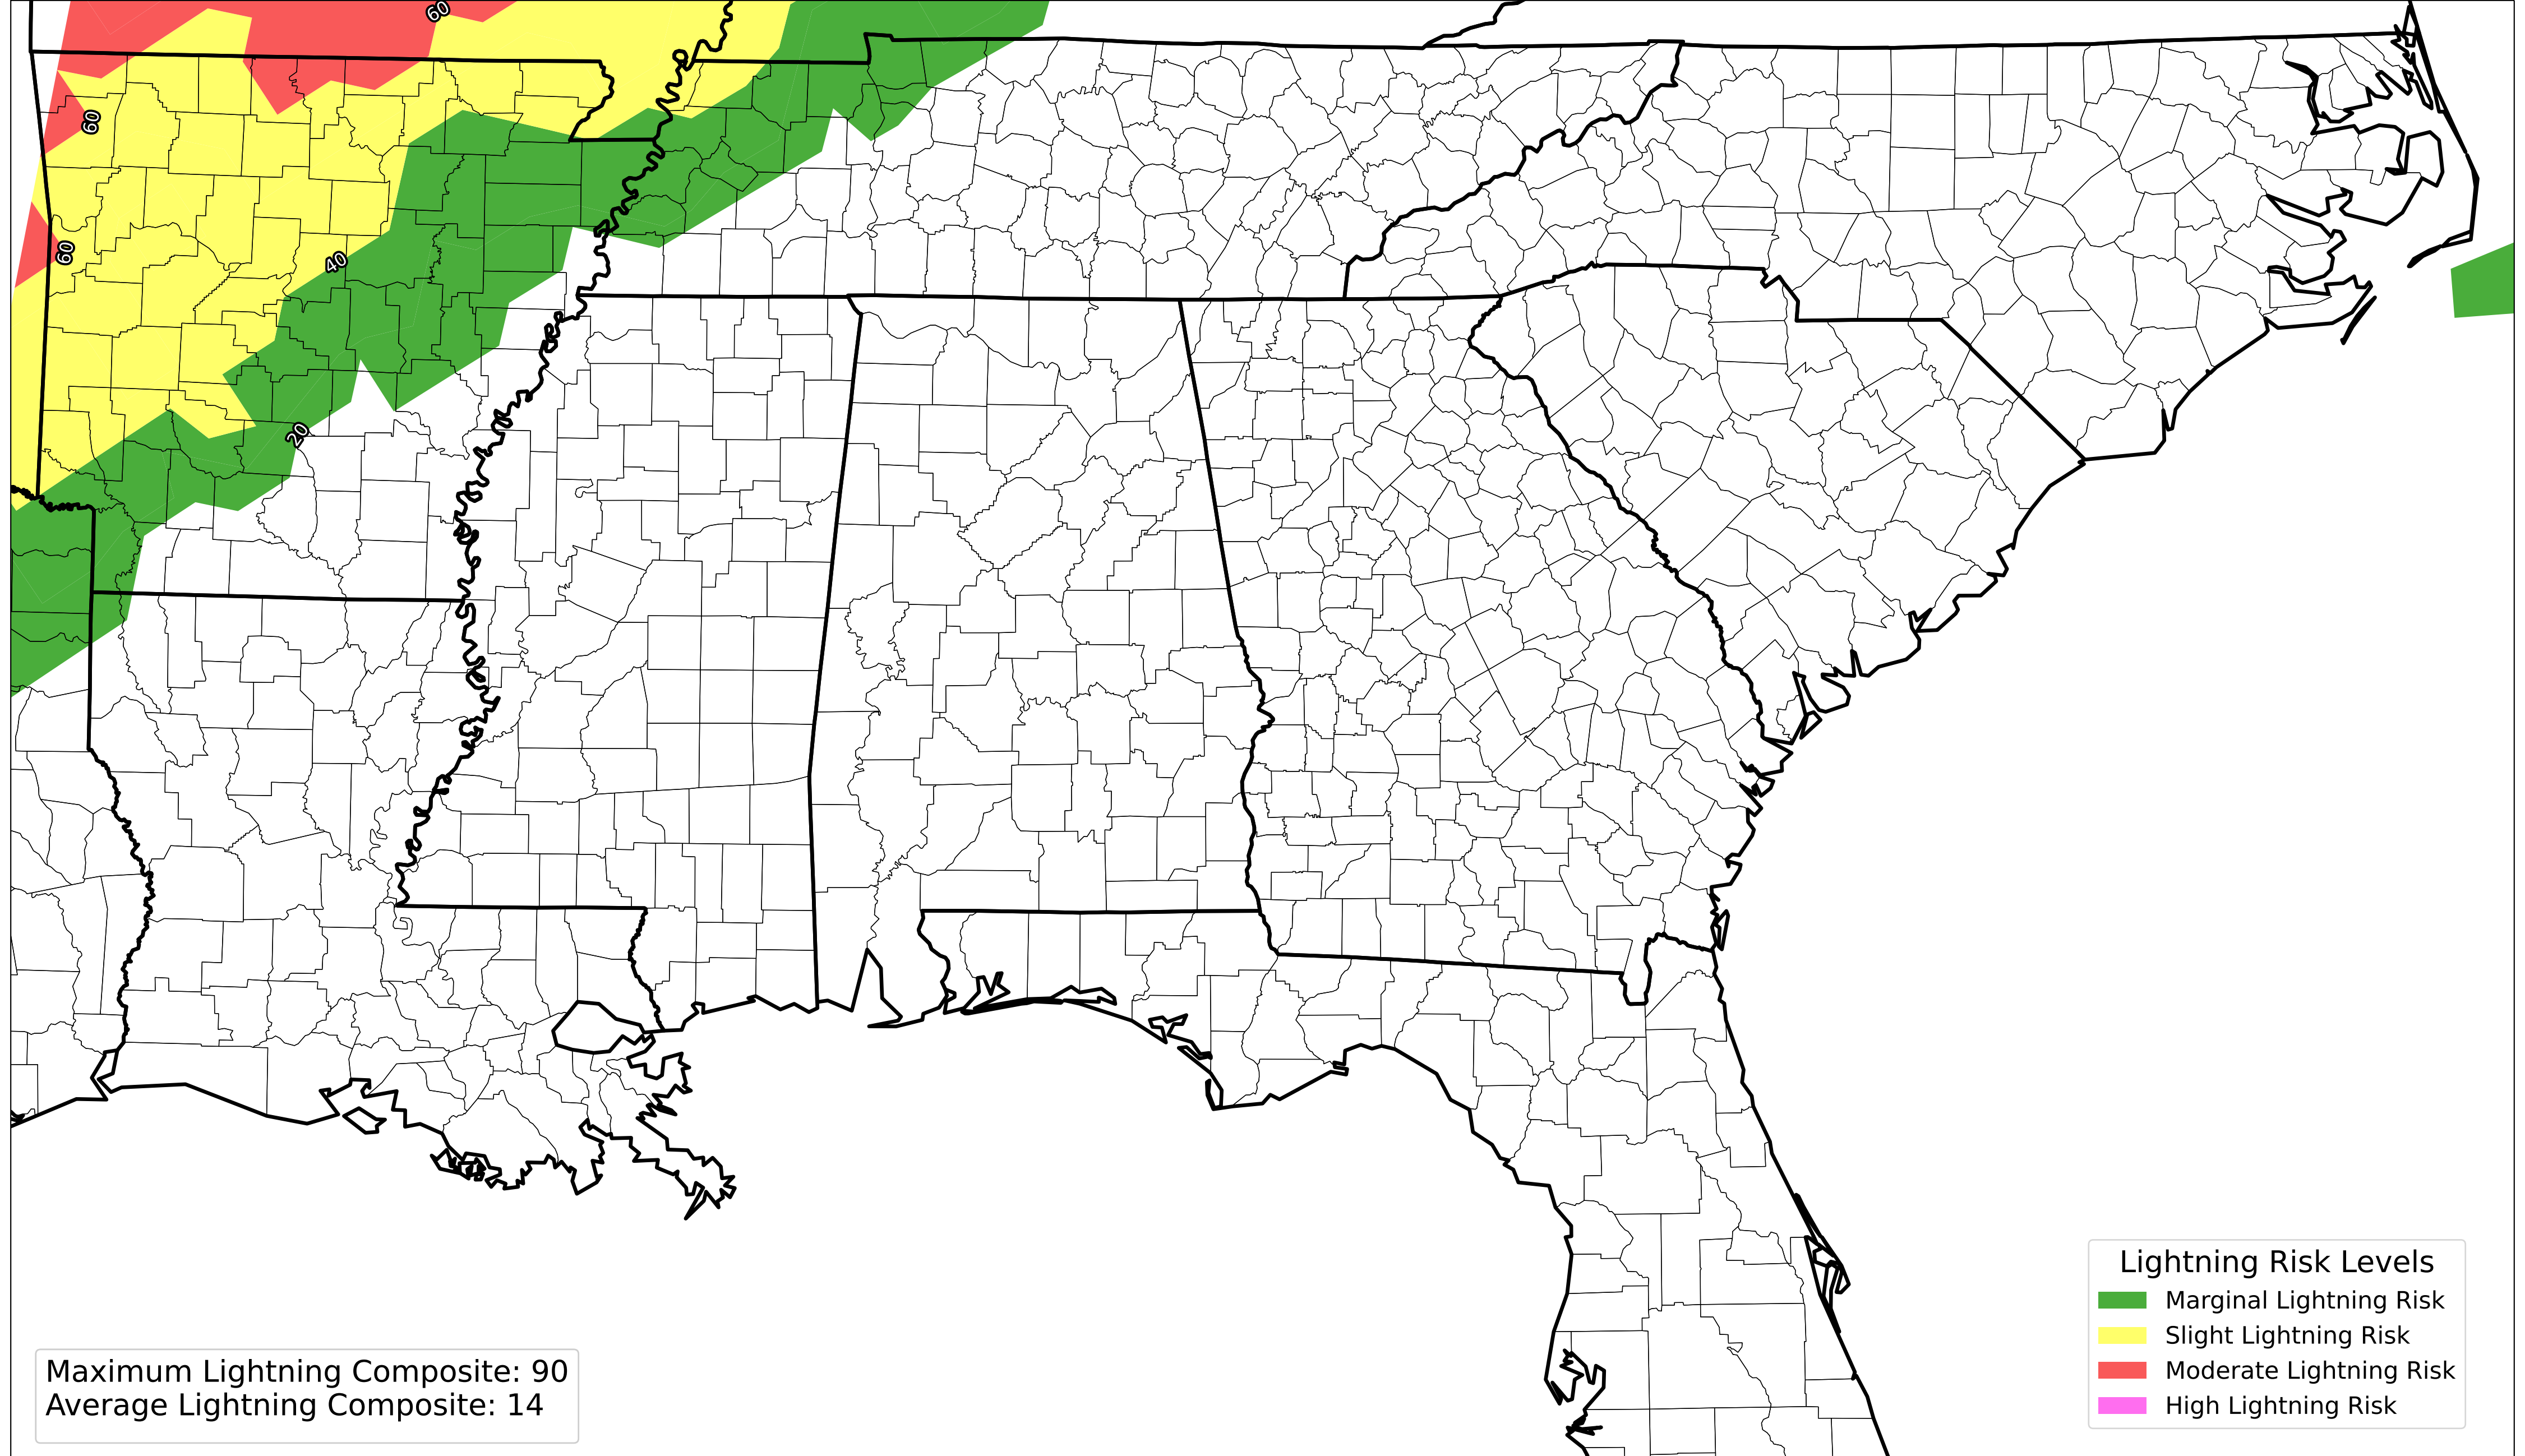 60
60
60
40
20
Lightning Risk Levels
Marginal Lightning Risk
Slight Lightning Risk
Moderate Lightning Risk
High Lightning Risk
Maximum Lightning Composite: 90
Average Lightning Composite: 14